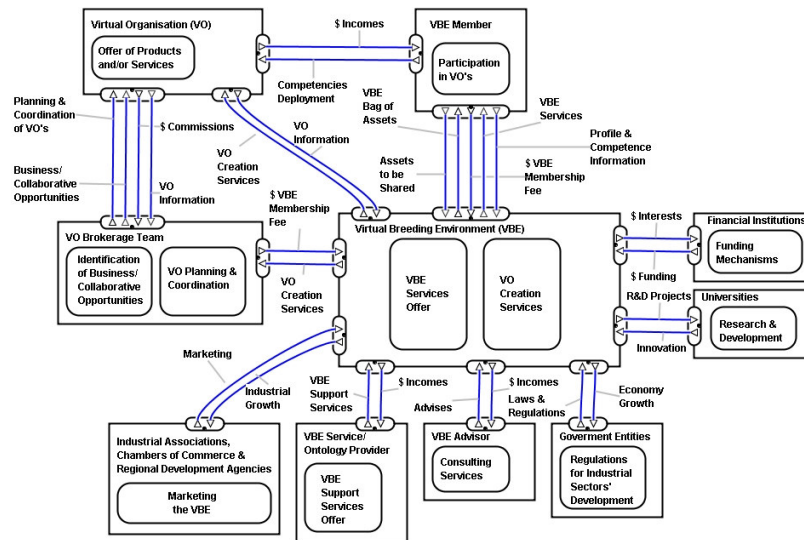 Virtual Organisation (VO)
Offer of Products
and/or Services
$ Incomes
Competencies
Deployment
VBE Member
Participation
in VO's
Planning &
Coordination
of VO's
$ Commissions
Business/
Collaborative
Opportunities
VO
Information
VO
Creation
Services
VO
Information
VBE
Bag of
Assets
VBE
Services
Assets
to be
Shared
$ VBE
Membership
Fee
Profile &
Competence
Information
VO Brokerage Team
Identification
of Business/
Collaborative
Opportunities
VO Planning &
Coordination
$ VBE
Membership
Fee
VO
Creation
Services
Virtual Breeding Environment (VBE)
VBE
Services
Offer
VO
Creation
Services
$ Interests
$ Funding
Financial Institutions
Funding
Mechanisms
R&D Projects
Innovation
Universities
Research &
Development
Marketing
Industrial
Growth
VBE
Support
Services
$ Incomes
Advises
$ Incomes
Laws &
Regulations
Economy
Growth
Industrial Associations,
Chambers of Commerce &
Regional Development Agencies
Marketing
the VBE
VBE Service/
Ontology Provider
VBE
Support
Services
Offer
VBE Advisor
Consulting
Services
Goverment Entities
Regulations
for Industrial
Sectors'
Development